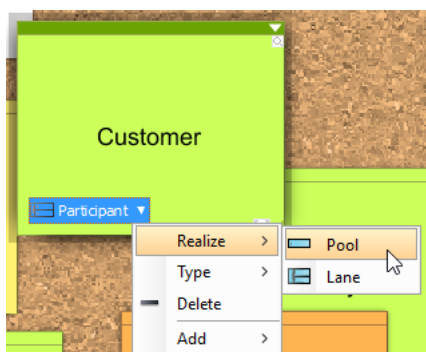 Customer
Participant
Realize
Pool
Type
Lane
Delete
Add